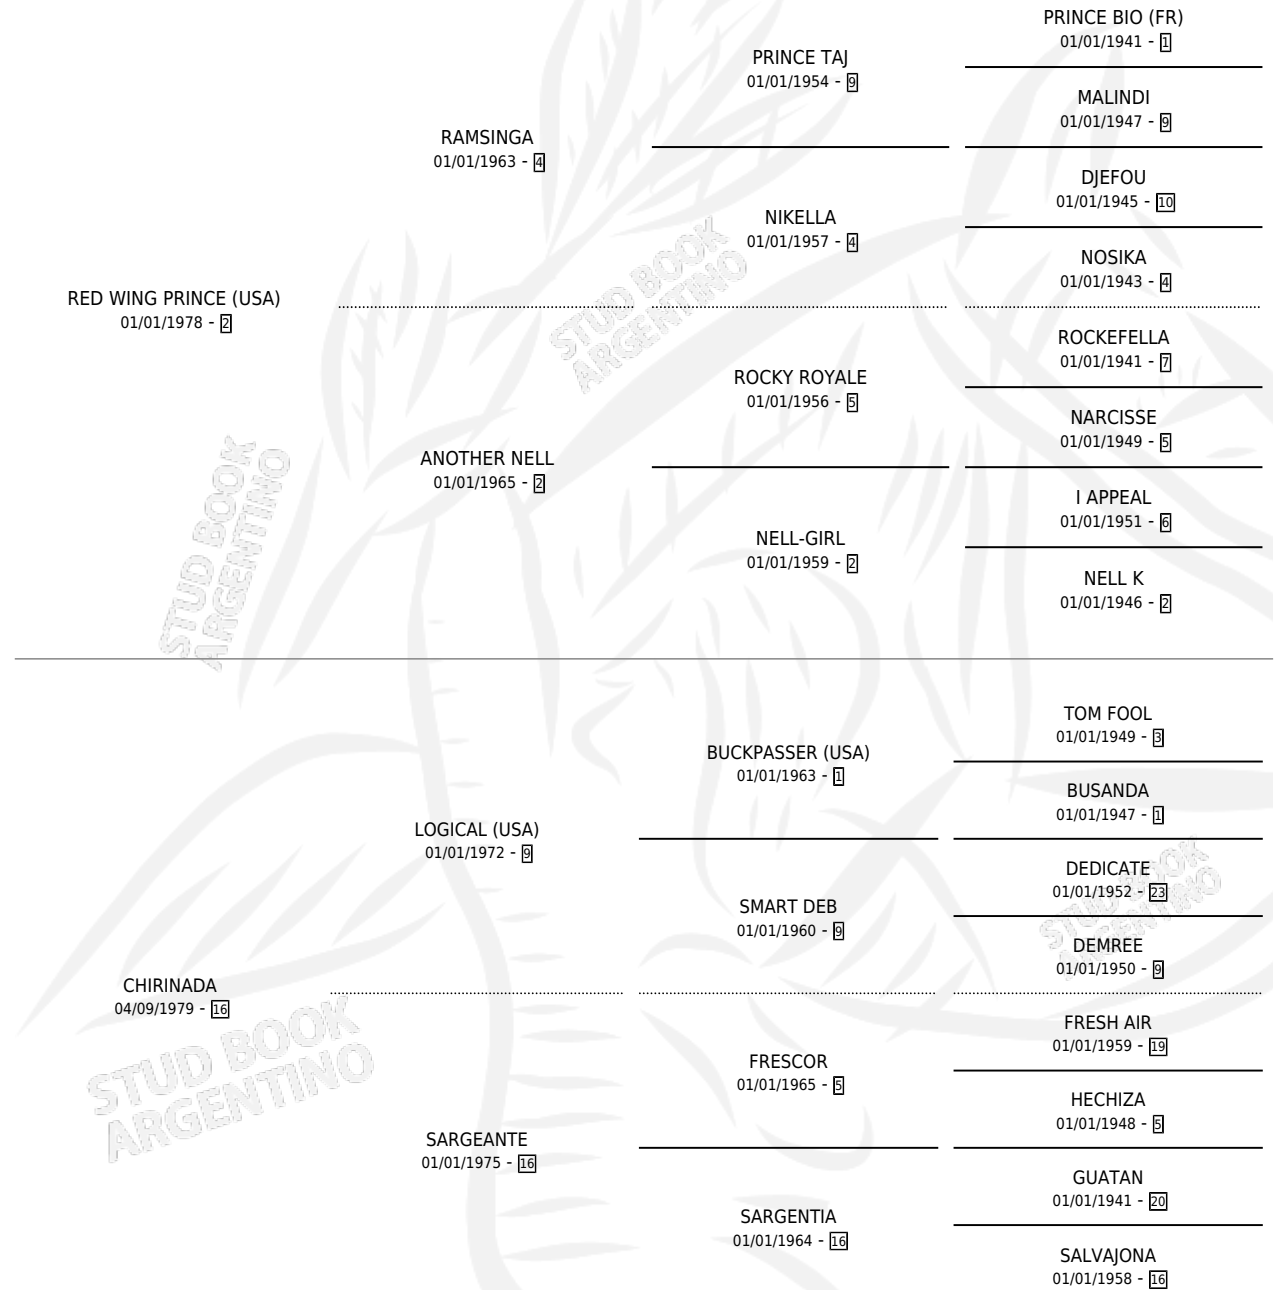 PRINCE BIO (FR)
01/01/1941 - 1
PRINCE TAJ
01/01/1954 - 9
MALINDI
01/01/1947 - 9
RAMSINGA
01/01/1963 - 4
DJEFOU
01/01/1945 - 10
NIKELLA
01/01/1957 - 4
NOSIKA
01/01/1943 - 4
RED WING PRINCE (USA)
01/01/1978 - 2
ROCKEFELLA
01/01/1941 - 7
ROCKY ROYALE
01/01/1956 - 5
NARCISSE
01/01/1949 - 5
ANOTHER NELL
01/01/1965 - 2
I APPEAL
01/01/1951 - 6
NELL-GIRL
01/01/1959 - 2
NELL K
01/01/1946 - 2
TOM FOOL
01/01/1949 - 3
BUCKPASSER (USA)
01/01/1963 - 1
BUSANDA
01/01/1947 - 1
LOGICAL (USA)
01/01/1972 - 9
DEDICATE
01/01/1952 - 23
SMART DEB
01/01/1960 - 9
DEMREE
01/01/1950 - 9
CHIRINADA
04/09/1979 - 16
FRESH AIR
01/01/1959 - 19
FRESCOR
01/01/1965 - 5
HECHIZA
01/01/1948 - 5
SARGEANTE
01/01/1975 - 16
GUATAN
01/01/1941 - 20
SARGENTIA
01/01/1964 - 16
SALVAJONA
01/01/1958 - 16
STUD BOOK
ARGENTINO
STUD BOOK
ARGENTINO
STUD BOOK
ARGENTINO
STUD BOOK
ARGENTINO